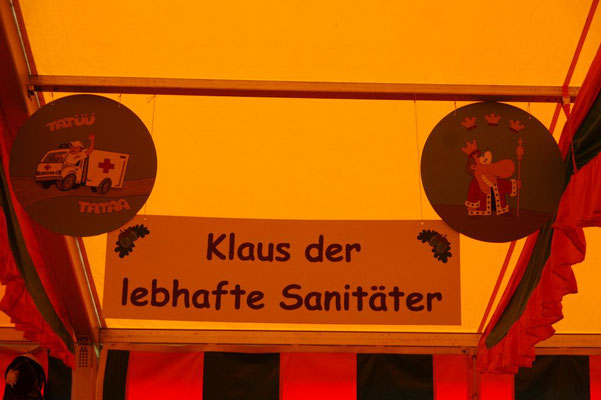 TATÜÜ
TATAA
Klaus der
lebhafte Sanitäter